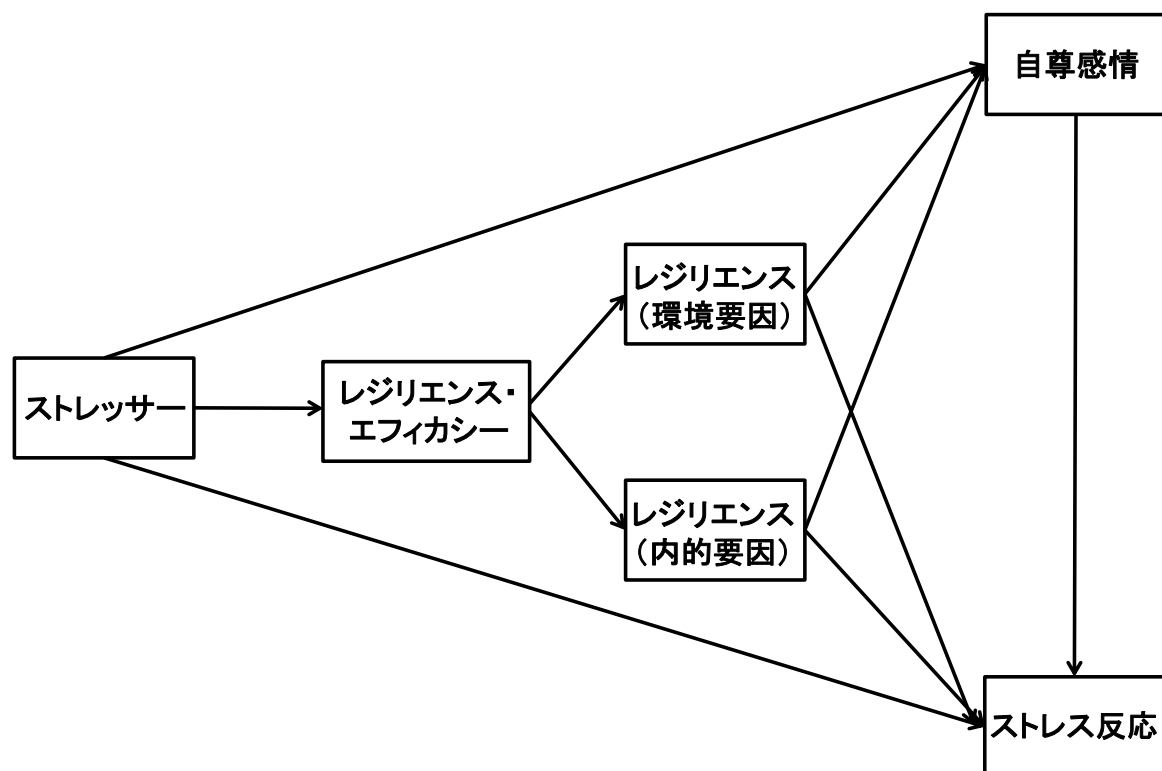 自尊感情
レジリエンス
（環境要因）
ストレッサー
レジリエンス・
エフィカシー
レジリエンス
（内的要因）
ストレス反応